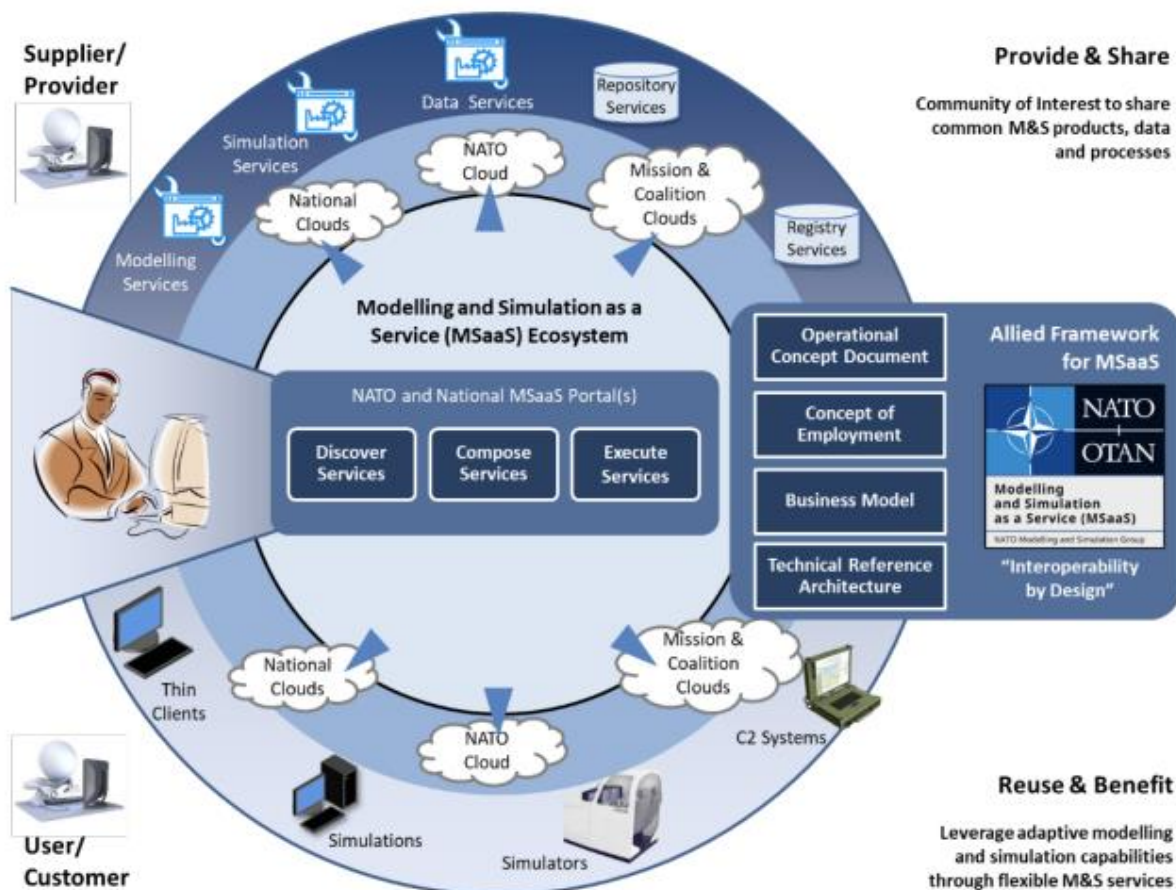 Supplier/
Provider
Provide & Share
Community of Interest to share
common M&S products, data
and processes
Data Services
Repository
Services
Simulation
Services
Modelling
Services
Registry
Services
NATO
Cloud
National
Clouds
Mission &
Coalition
Clouds
Modelling and Simulation as a
Service (MSaaS) Ecosystem
NATO and National MSaaS Portal(s)
Discover
Services
Compose
Services
Execute
Services
Operational
Concept Document
Concept of
Employment
Business Model
Technical Reference
Architecture
Allied Framework
for MSaaS
NATO
+
OTAN
Modelling
and Simulation
as a Service (MSaaS)
NATO Modelling and Simulation Group
"Interoperability
by Design"
National
Clouds
NATO
Cloud
Mission &
Coalition
Clouds
Thin
Clients
Simulations
Simulators
C2 Systems
User/
Customer
Reuse & Benefit
Leverage adaptive modelling
and simulation capabilities
through flexible M&S services